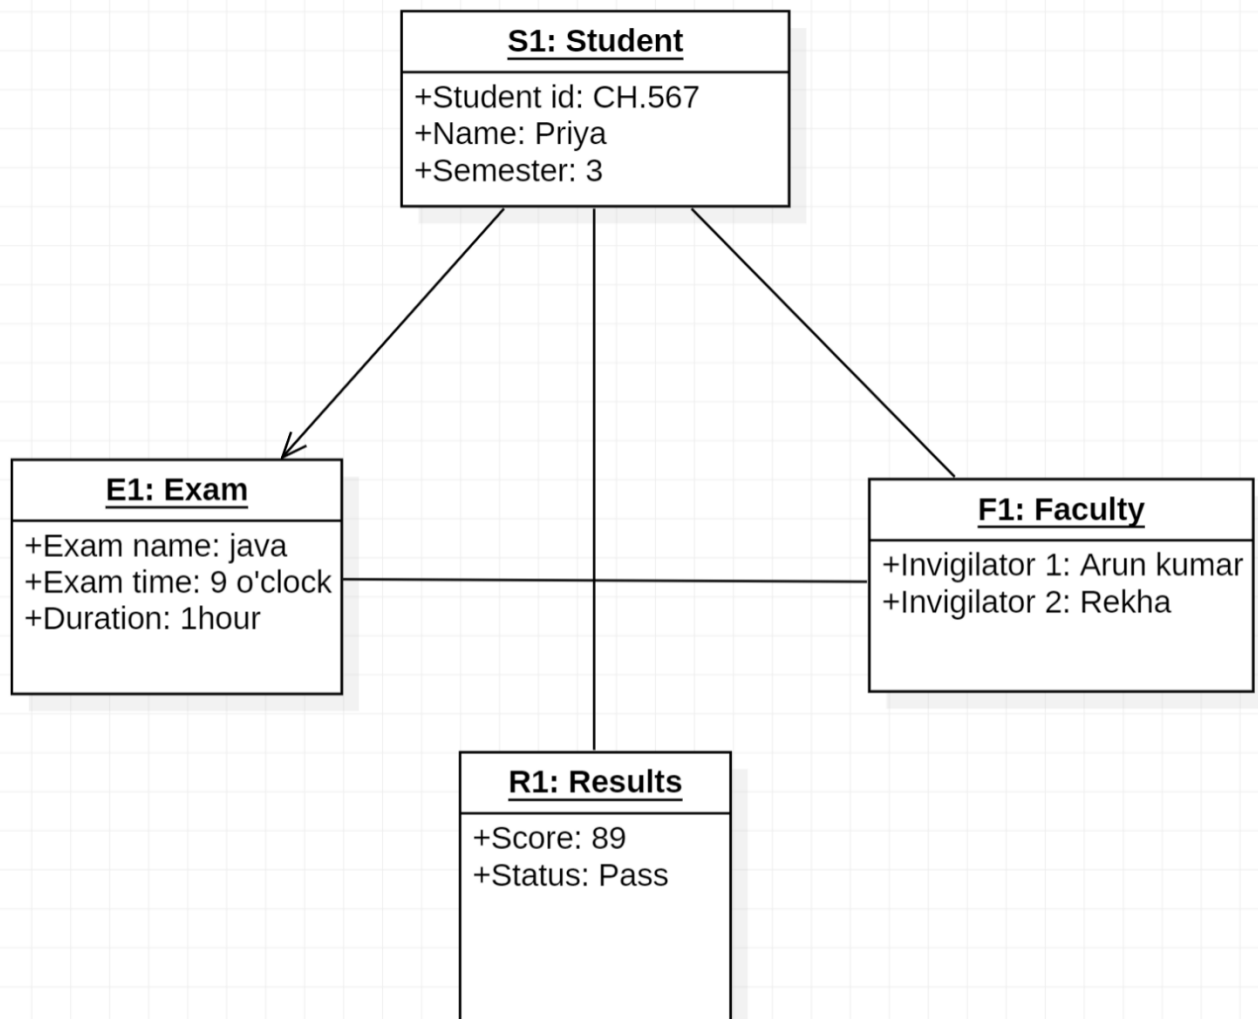 S1: Student
+Student id: CH.567
+Name: Priya
+Semester: 3
E1: Exam
+Exam name: java
+Exam time: 9 o'clock
+Duration: 1hour
F1: Faculty
+Invigilator 1: Arun kumar
+Invigilator 2: Rekha
R1: Results
+Score: 89
+Status: Pass